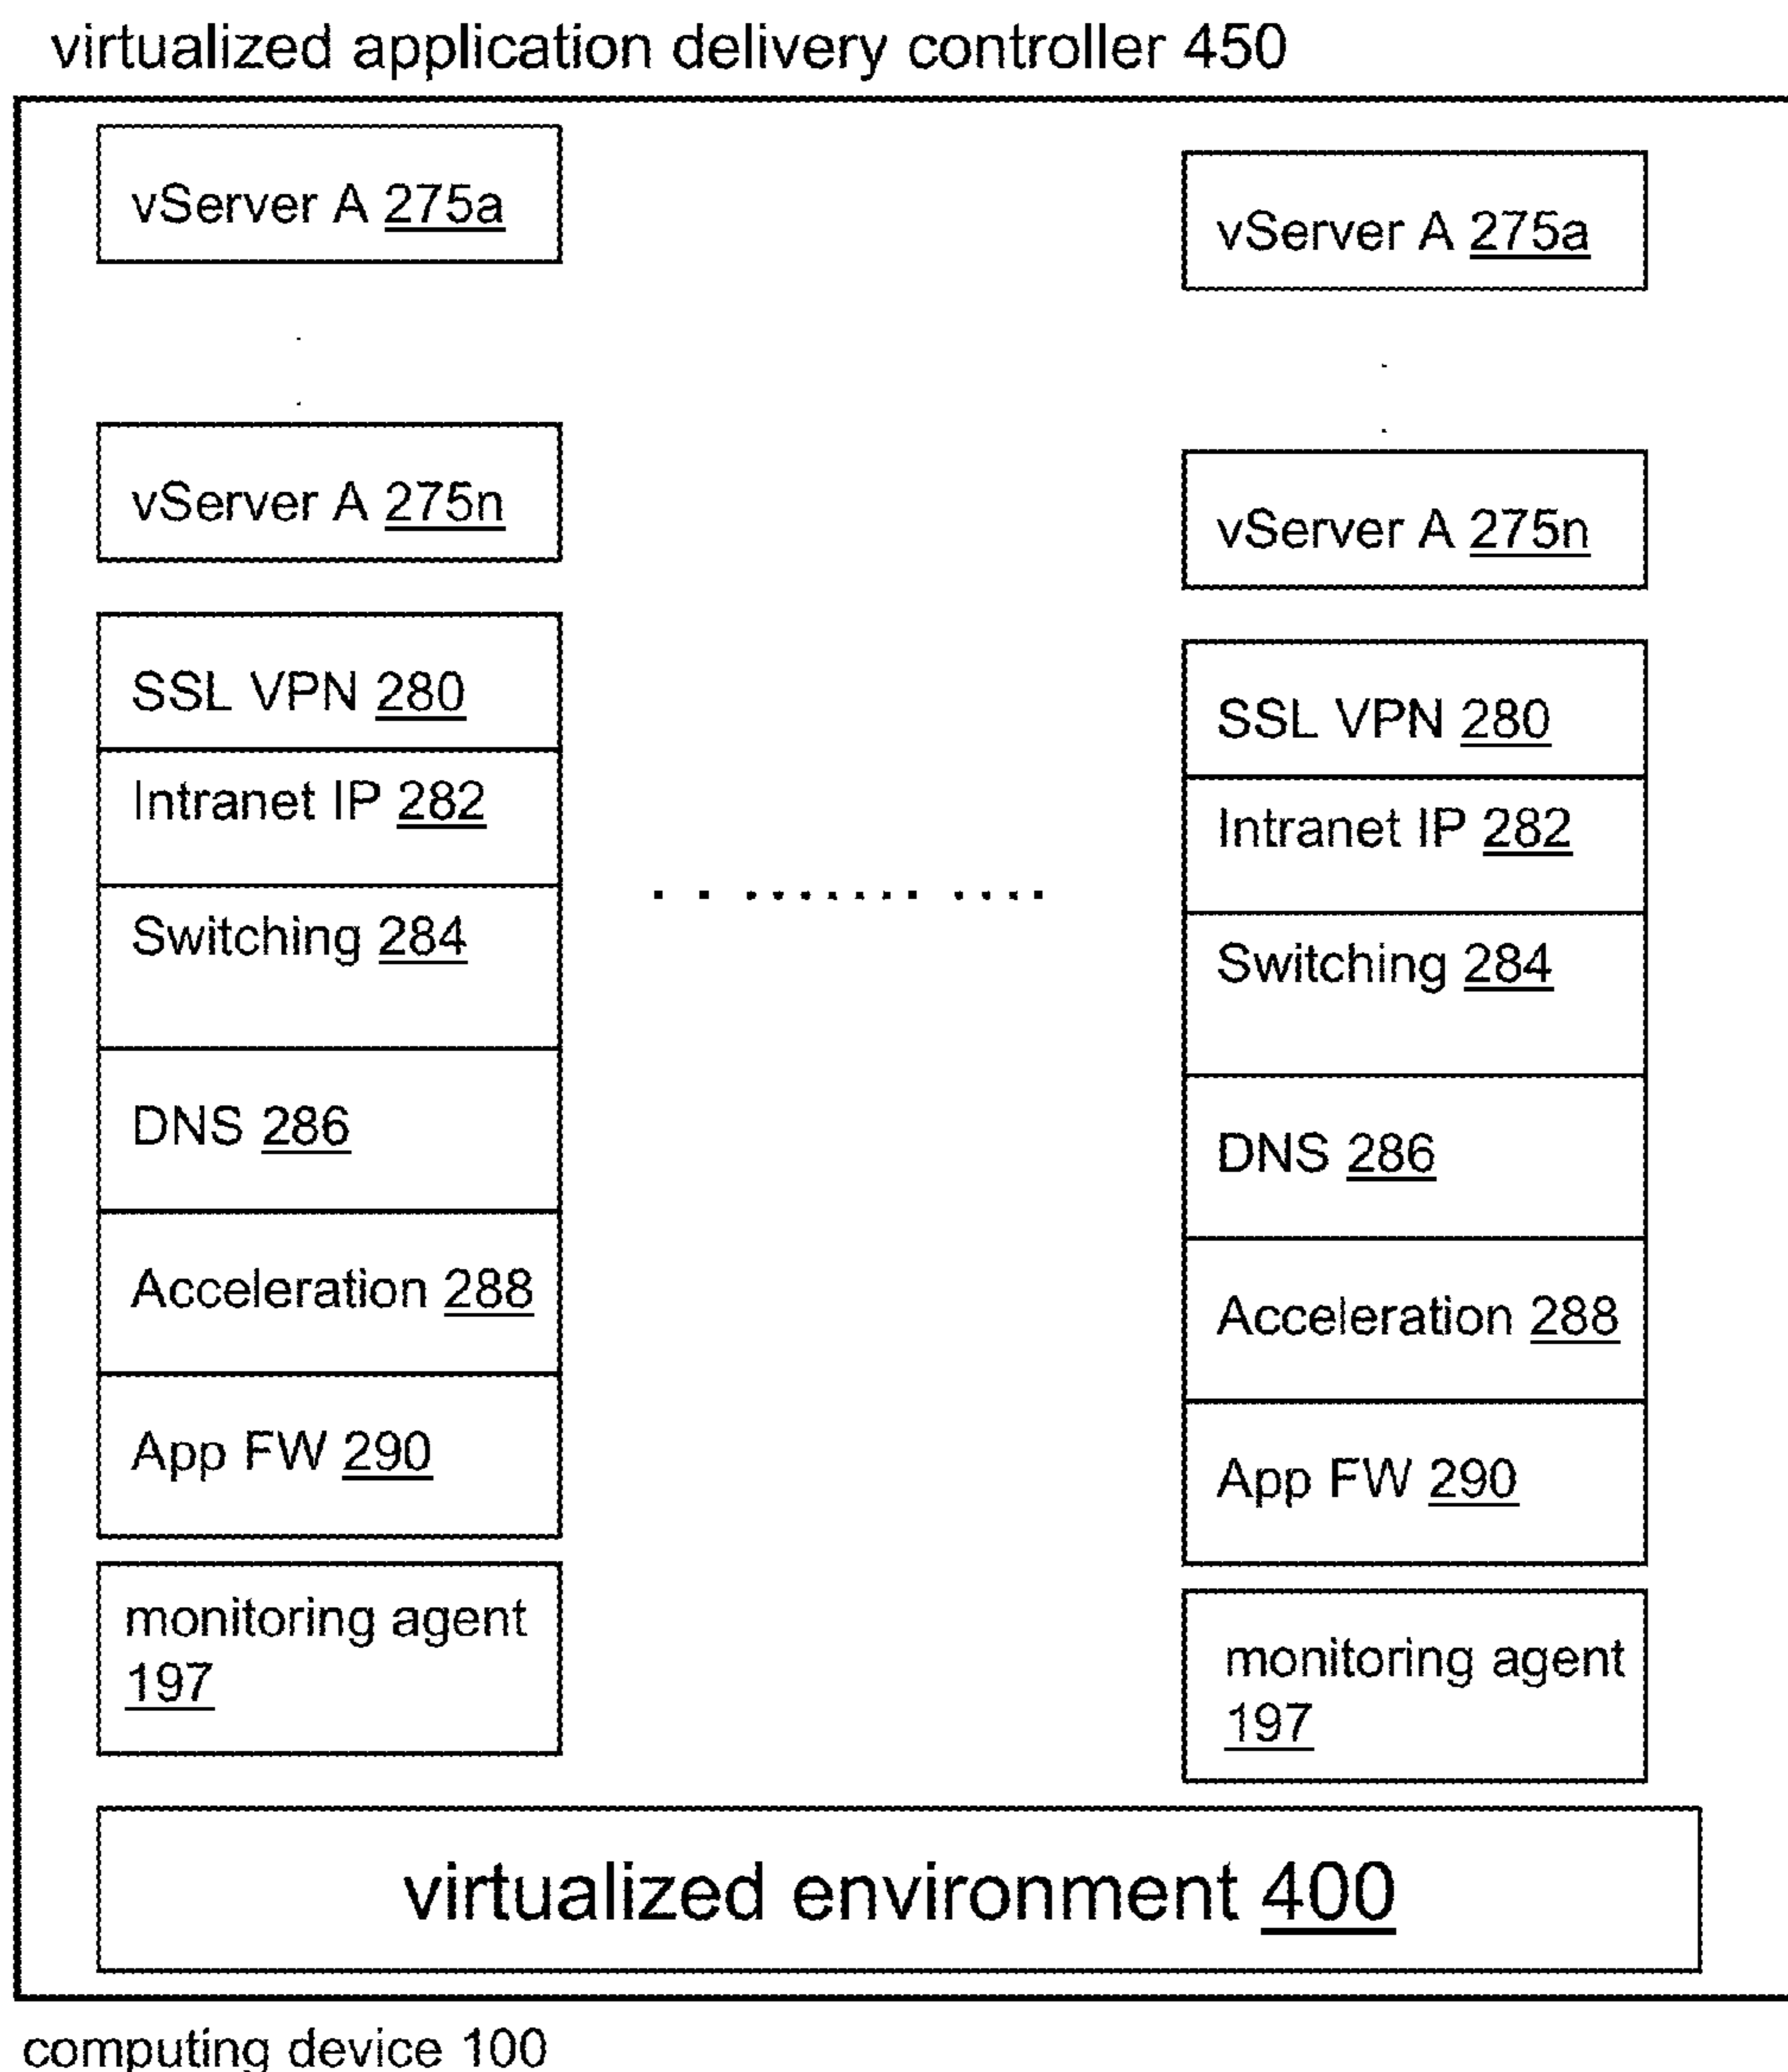 virtualized application delivery controller 450
vServer A 275a
vServer A 275n
SSL VPN 280
Intranet IP 282
Switching 284
DNS 286
Acceleration 288
App FW 290
monitoring agent
197
vServer A 275a
vServer A 275n
SSL VPN 280
Intranet IP 282
Switching 284
DNS 286
Acceleration 288
App FW 290
monitoring agent
197
virtualized environment 400
computing device 100